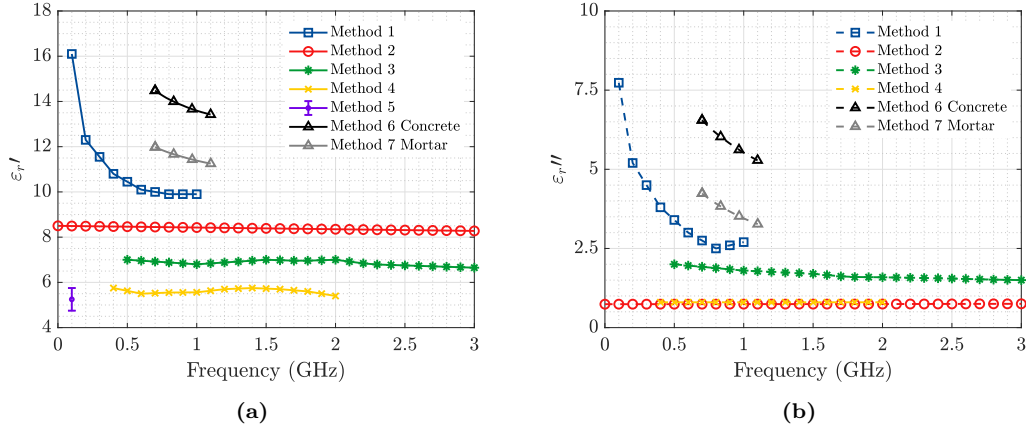 18
16
14
12
10
8
6
4
εr′
0 0.5 1 1.5 2 2.5 3
Frequency (GHz)
Method 1
Method 2
Method 3
Method 4
Method 5
Method 6 Concrete
Method 7 Mortar
(a)
10
7.5
5
2.5
0
εr″
0 0.5 1 1.5 2 2.5 3
Frequency (GHz)
Method 1
Method 2
Method 3
Method 4
Method 6 Concrete
Method 7 Mortar
(b)